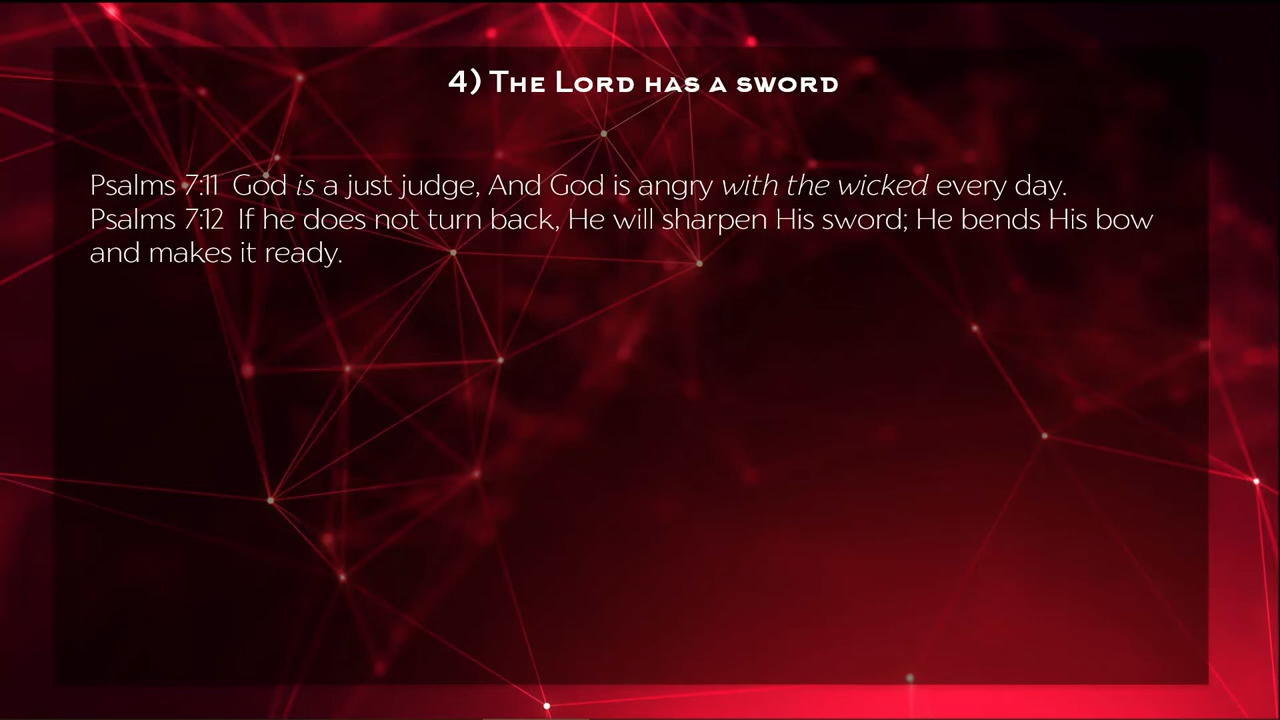 4) The Lord has a sword
Psalms 7:11 God is a just judge, And God is angry with the wicked every day.
Psalms 7:12 If he does not turn back, He will sharpen His sword; He bends His bow
and makes it ready.